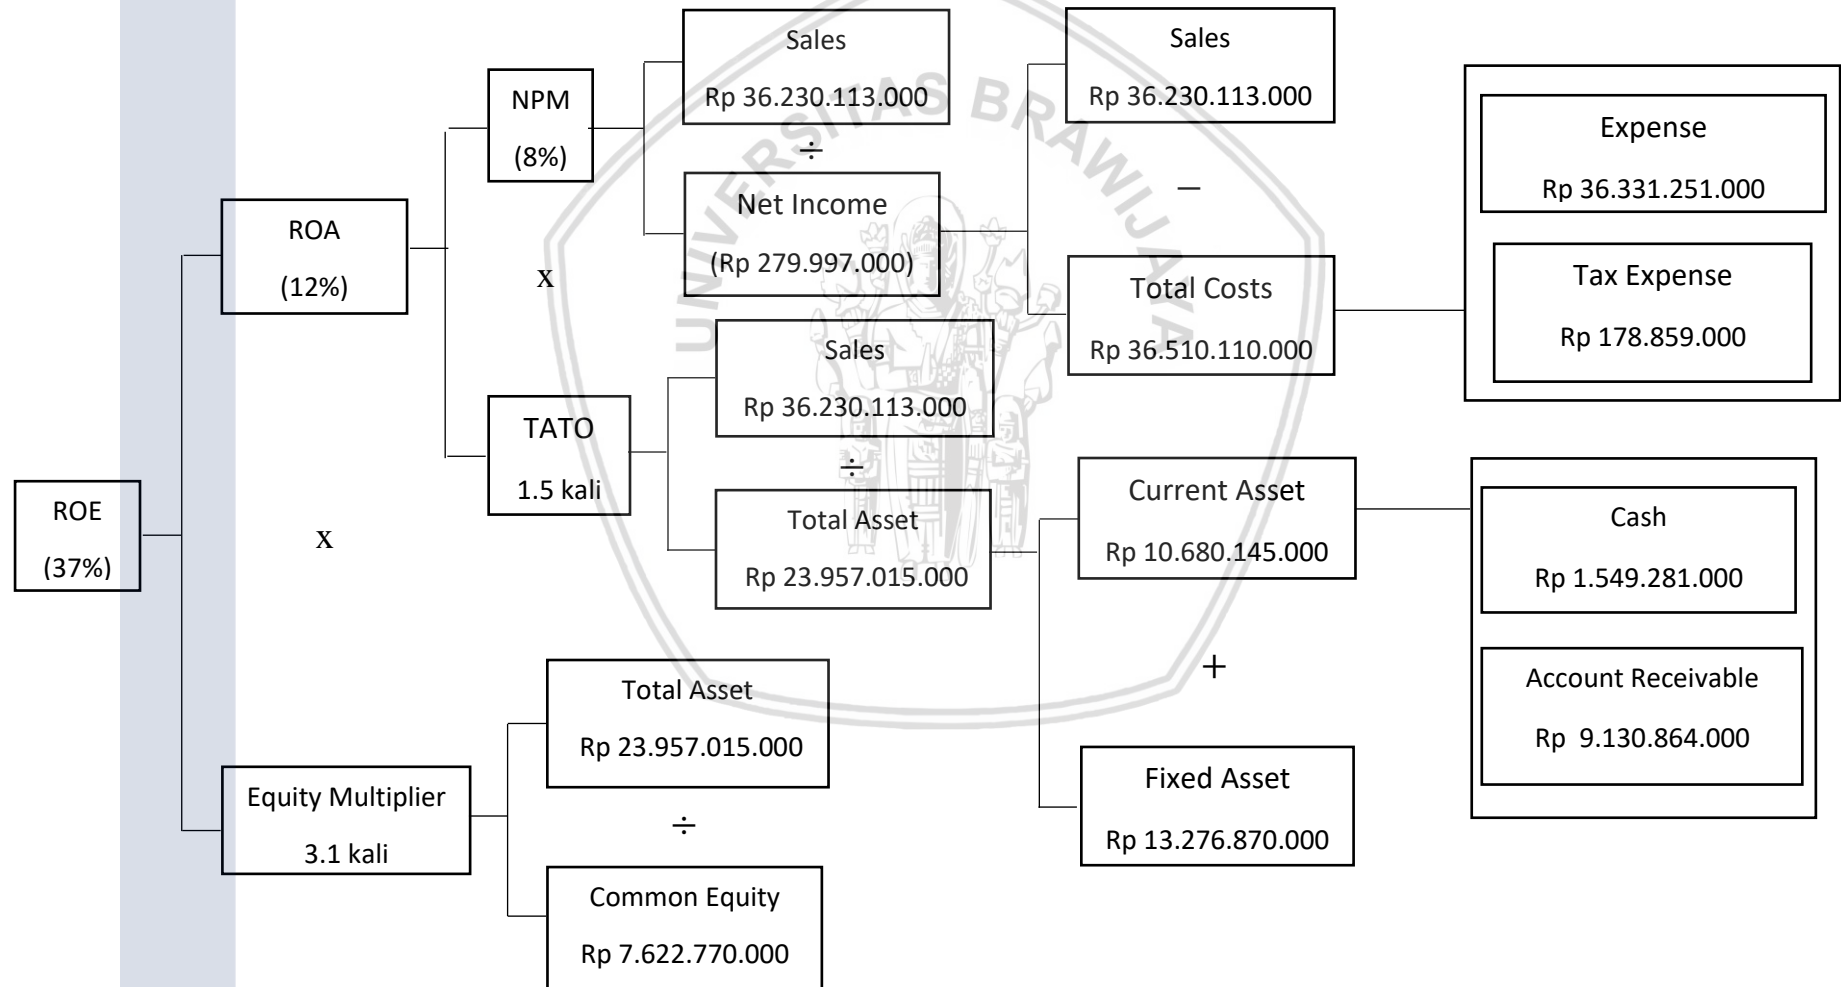 ROE
(37%)
ROA
(12%)
x
Equity Multiplier
3.1 kali
NPM
(8%)
x
TATO
1.5 kali
Sales
Rp 36.230.113.000
÷
Net Income
(Rp 279.997.000)
Sales
Rp 36.230.113.000
÷
Total Asset
Rp 23.957.015.000
Total Asset
Rp 23.957.015.000
÷
Common Equity
Rp 7.622.770.000
Sales
Rp 36.230.113.000
–
Total Costs
Rp 36.510.110.000
Current Asset
Rp 10.680.145.000
+
Fixed Asset
Rp 13.276.870.000
Expense
Rp 36.331.251.000
Tax Expense
Rp 178.859.000
Cash
Rp 1.549.281.000
Account Receivable
Rp 9.130.864.000
UNIVERSITAS BRAWIJAYA